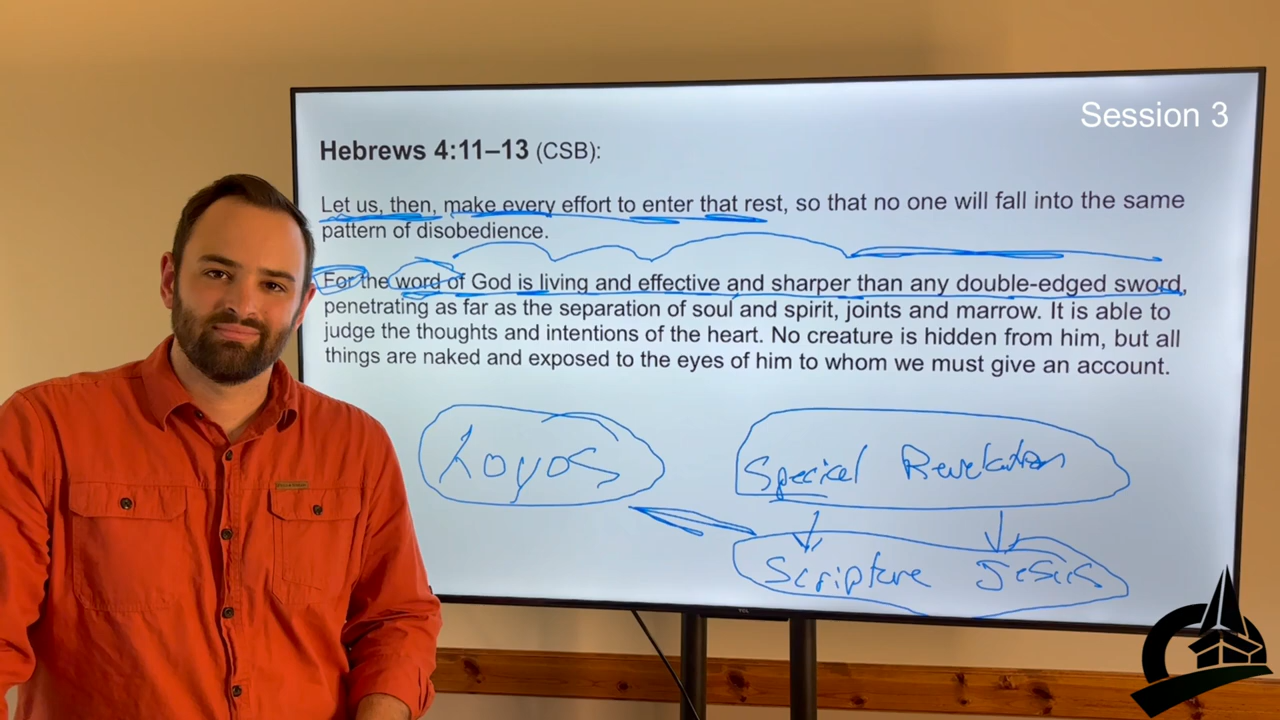 Session 3
Hebrews 4:11–13 (CSB):
Let us, then, make every effort to enter that rest, so that no one will fall into the same
pattern of disobedience.
For the word of God is living and effective and sharper than any double-edged sword,
penetrating as far as the separation of soul and spirit, joints and marrow. It is able to
judge the thoughts and intentions of the heart. No creature is hidden from him, but all
things are naked and exposed to the eyes of him to whom we must give an account.
Logos
Special Revelation
Scripture Jesus
TCL